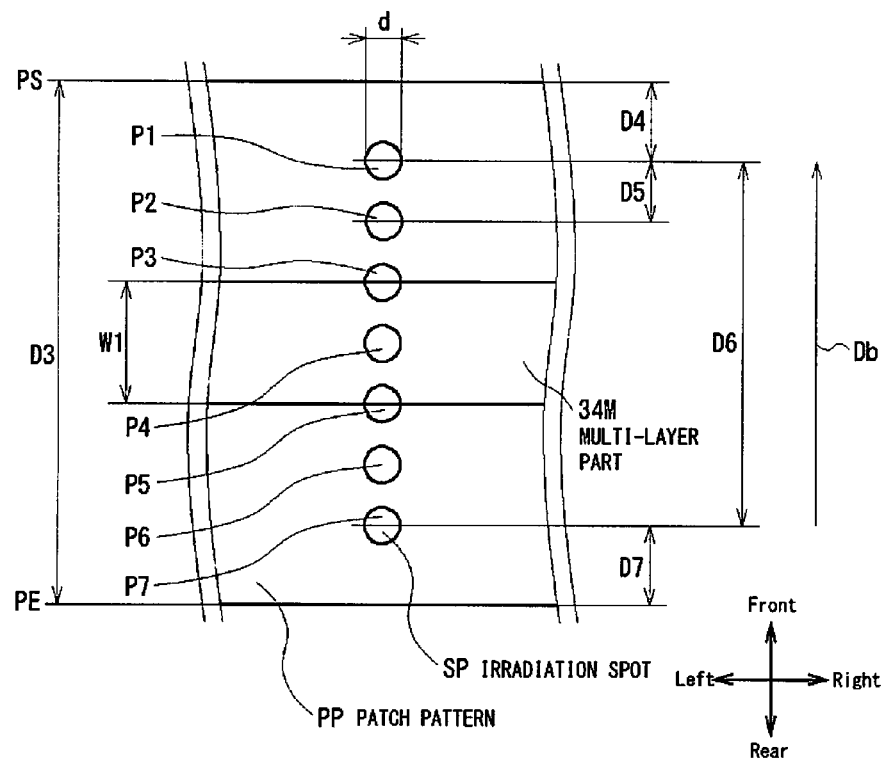 d
PS
D4
P1
D5
P2
P3
D3
W1
D6
Db
P4
34M
MULTI-LAYER
PART
P5
P6
P7
D7
PE
Front
SP IRRADIATION SPOT
Left
Right
PP PATCH PATTERN
Rear